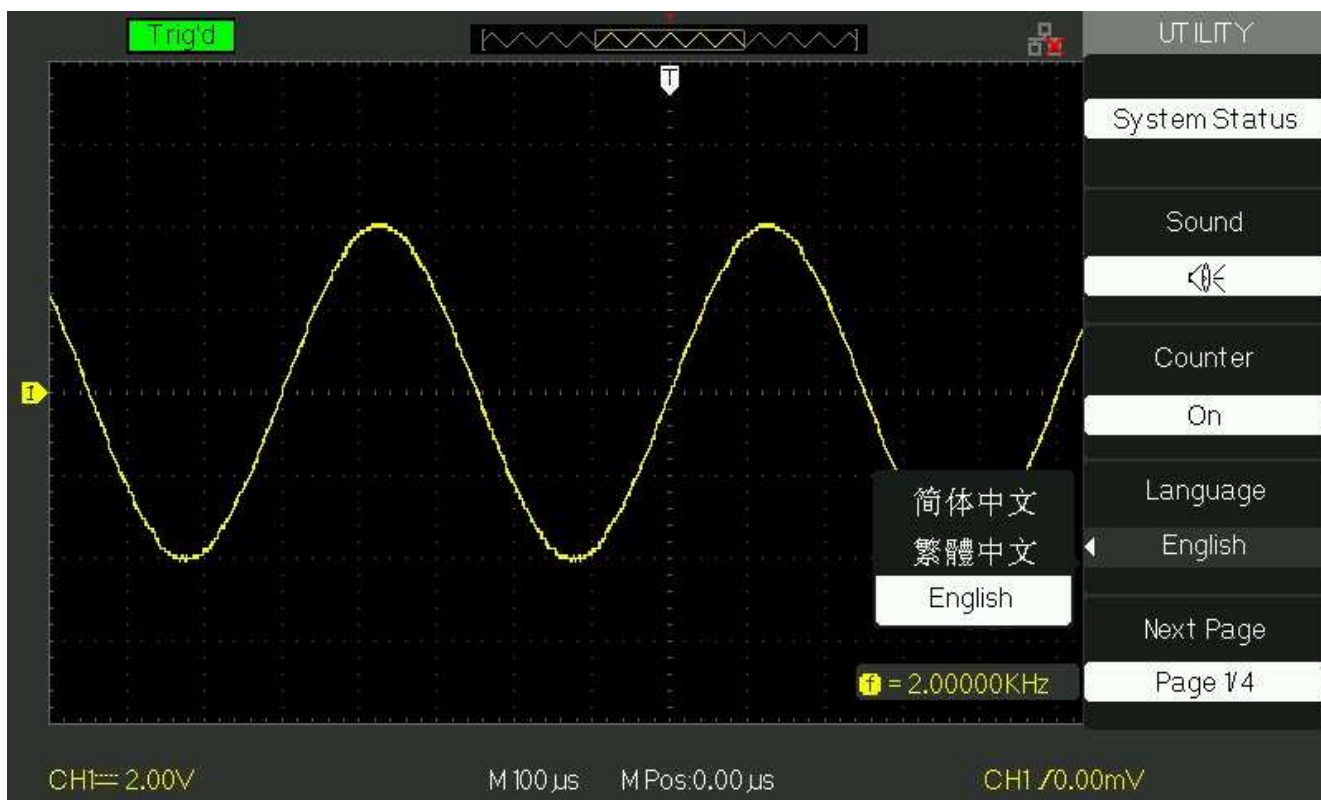 Trig'd
T
UTILITY
T
System Status
Sound
Counter
1
On
简体中文
Language
繁體中文
English
English
Next Page
f = 2.00000KHz
Page 1/4
CH1 2.00V
M 100 µs
M Pos:0.00 µs
CH1 /0.00mV